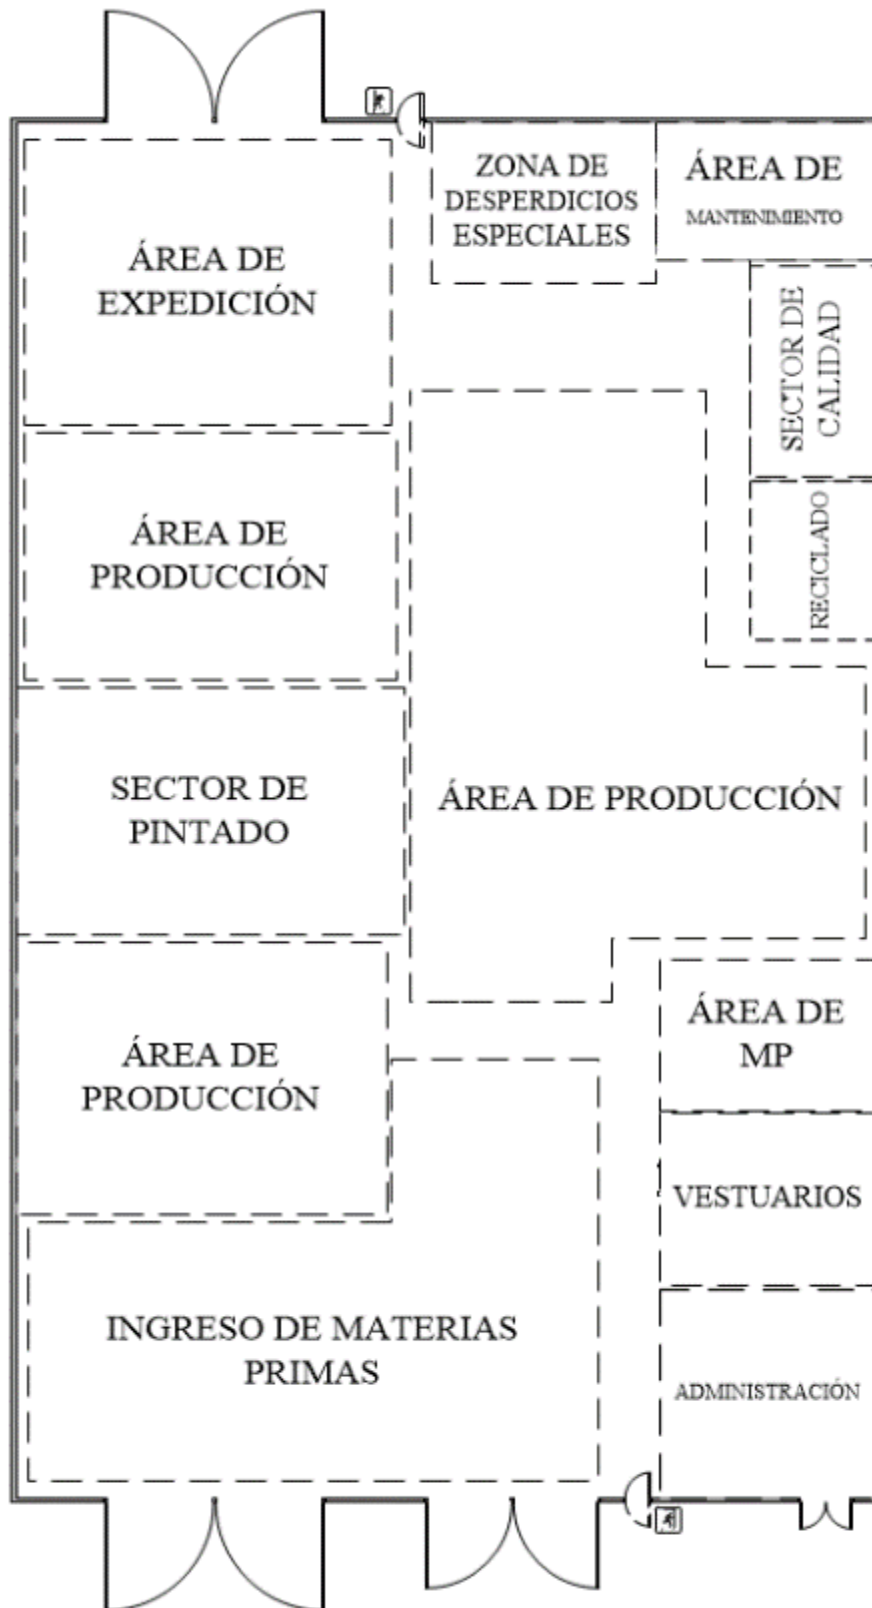 ZONA DE
DESPERDICIOS
ESPECIALES
ÁREA DE
MANTENIMIENTO
ÁREA DE
EXPEDICIÓN
SECTOR DE
CALIDAD
RECICLADO
ÁREA DE
PRODUCCIÓN
SECTOR DE
PINTADO
ÁREA DE PRODUCCIÓN
ÁREA DE
MP
ÁREA DE
PRODUCCIÓN
VESTUARIOS
INGRESO DE MATERIAS
PRIMAS
ADMINISTRACIÓN